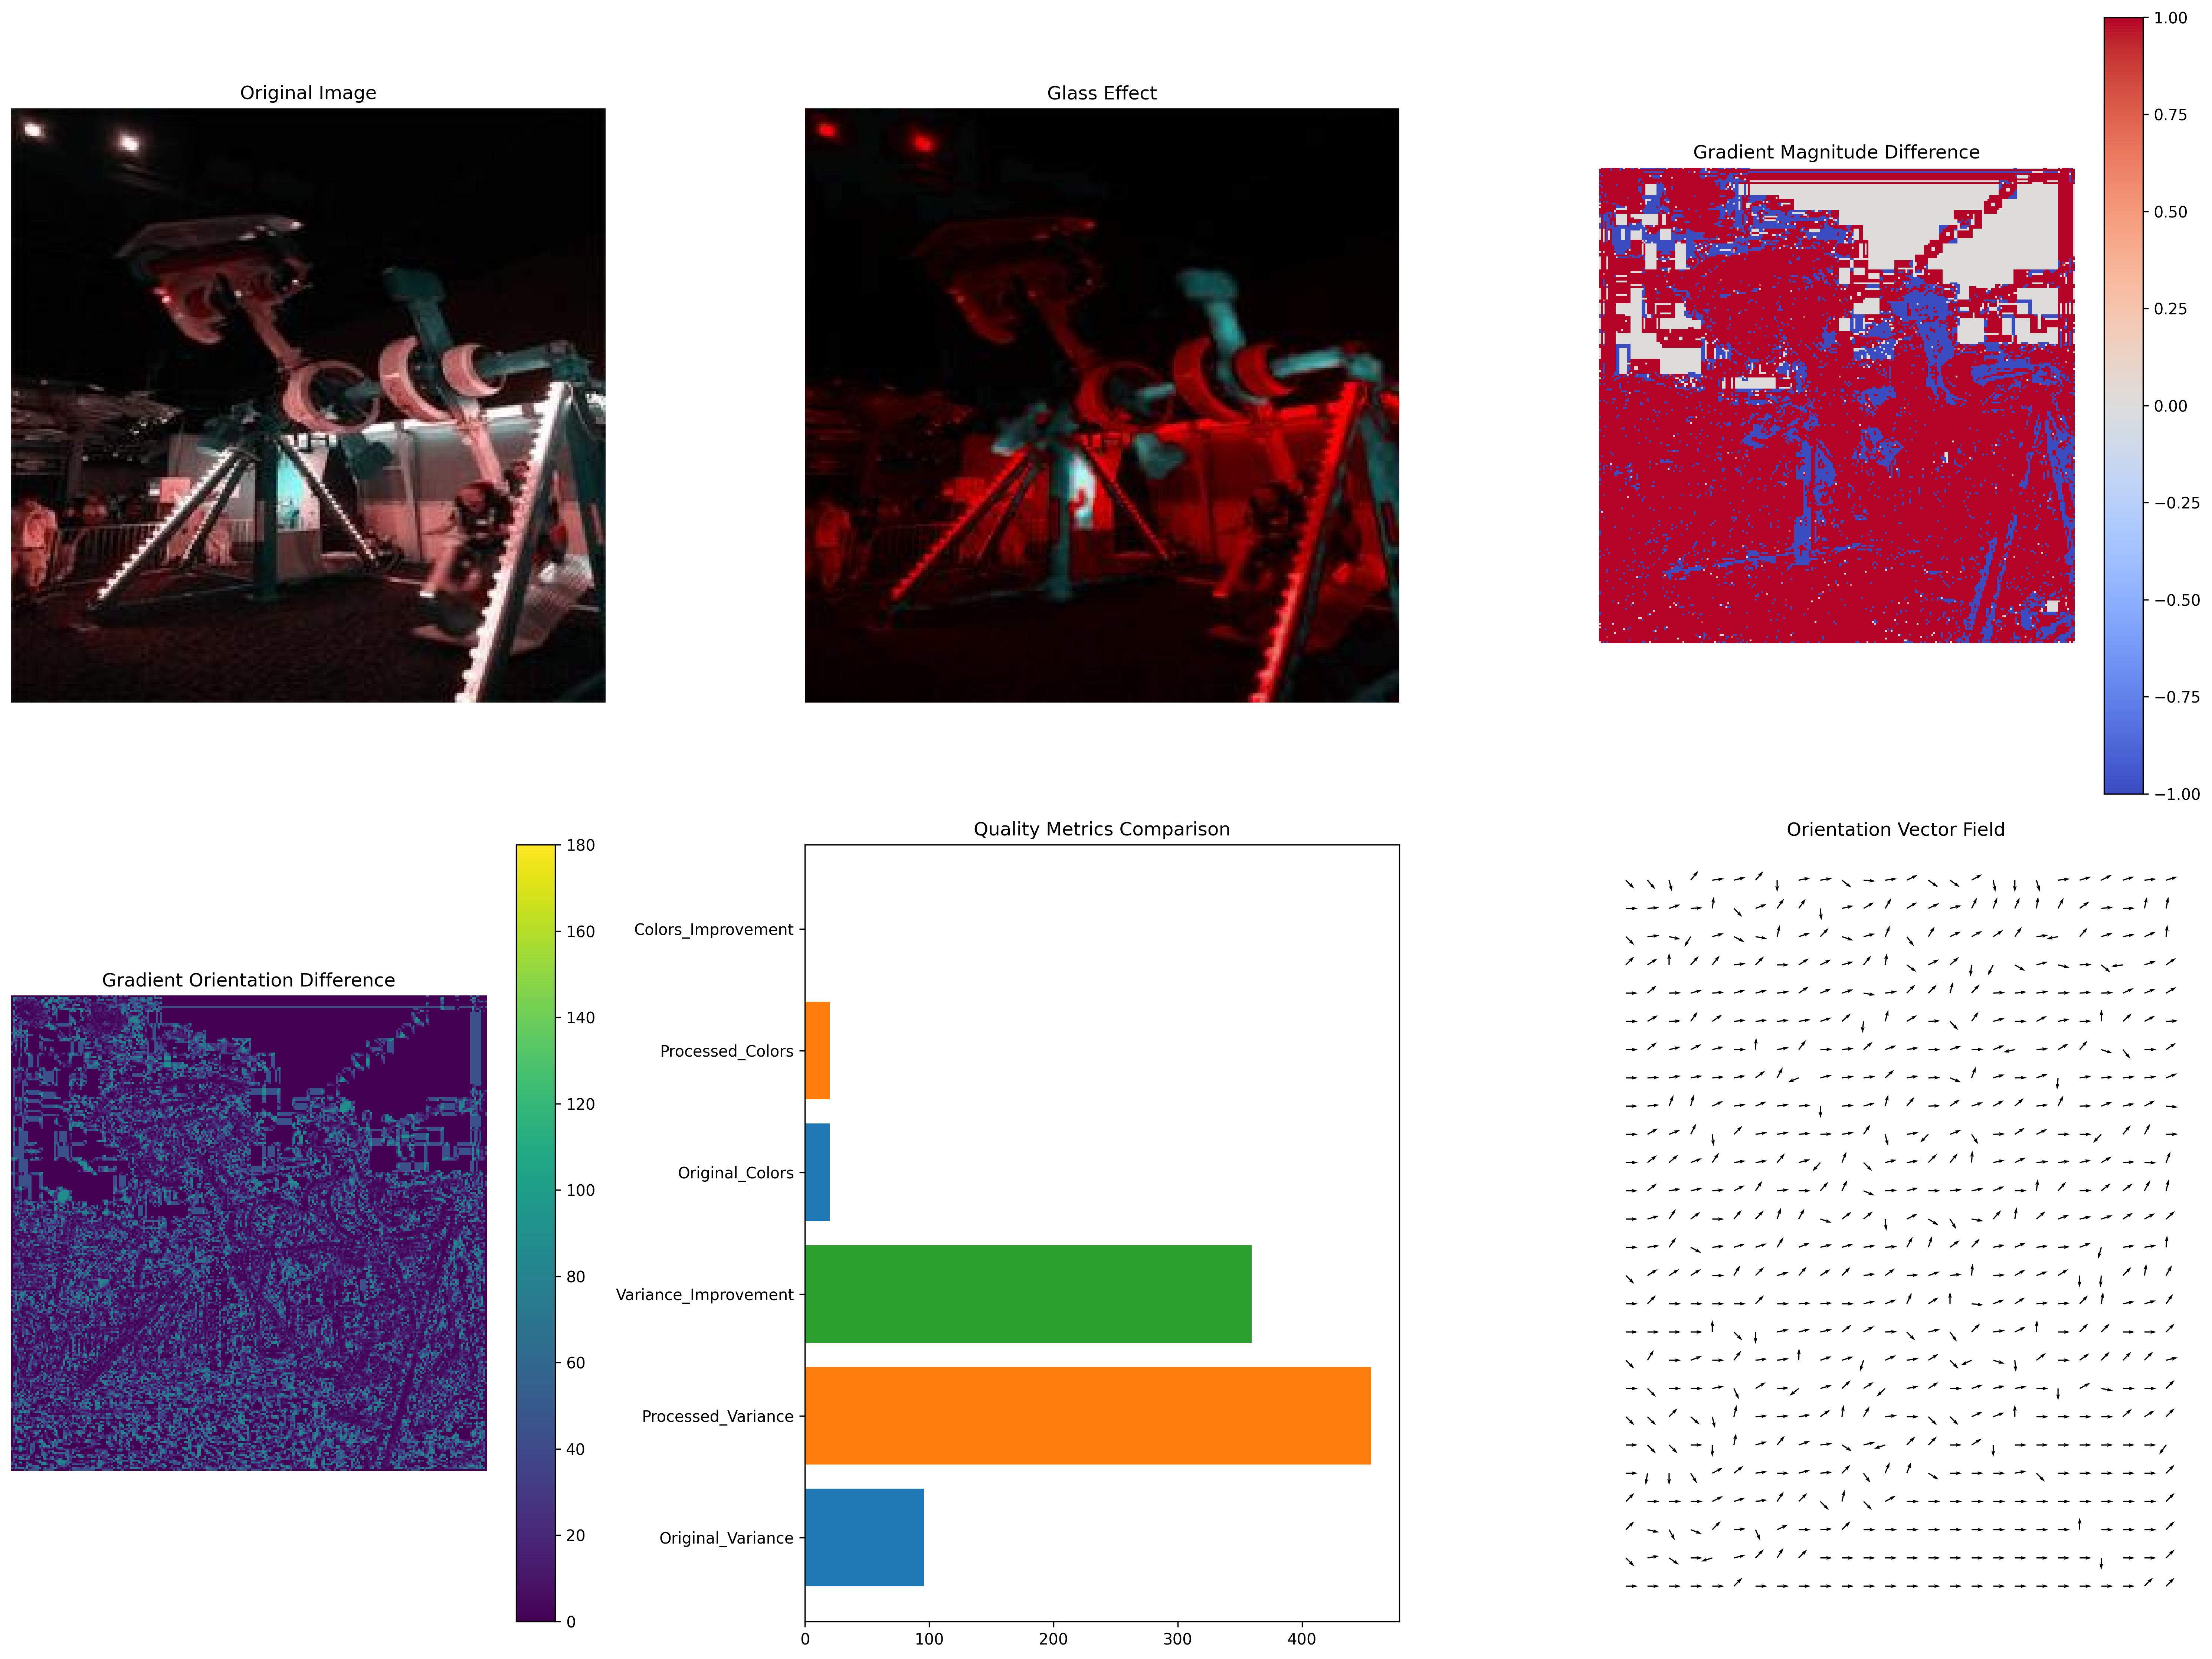 Original Image
Glass Effect
Gradient Magnitude Difference
1.00
0.75
0.50
0.25
0.00
−0.25
−0.50
−0.75
−1.00
Gradient Orientation Difference
180
160
140
120
100
80
60
40
20
0
Quality Metrics Comparison
Colors_Improvement
Processed_Colors
Original_Colors
Variance_Improvement
Processed_Variance
Original_Variance
0 100 200 300 400
Orientation Vector Field